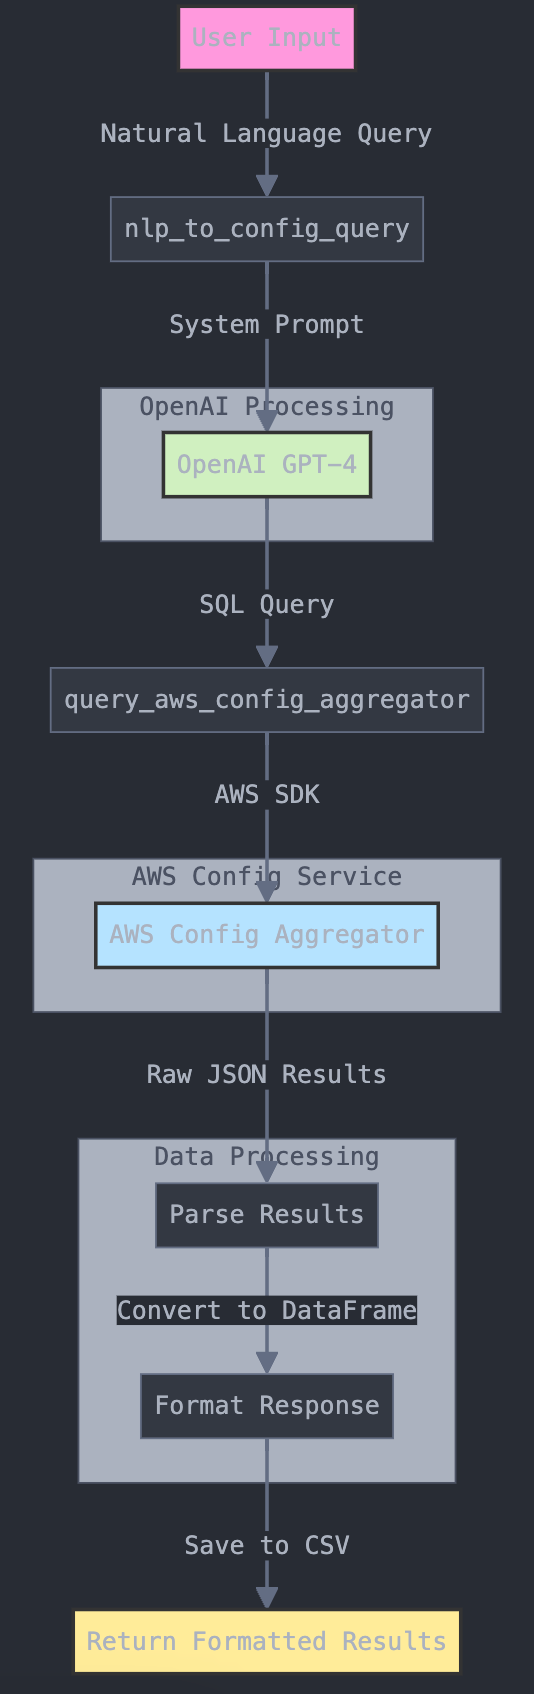 User Input
Natural Language Query
nlp_to_config_query
System Prompt
OpenAI Processing
OpenAI GPT-4
SQL Query
query_aws_config_aggregator
AWS SDK
AWS Config Service
AWS Config Aggregator
Raw JSON Results
Data Processing
Parse Results
Convert to DataFrame
Format Response
Save to CSV
Return Formatted Results